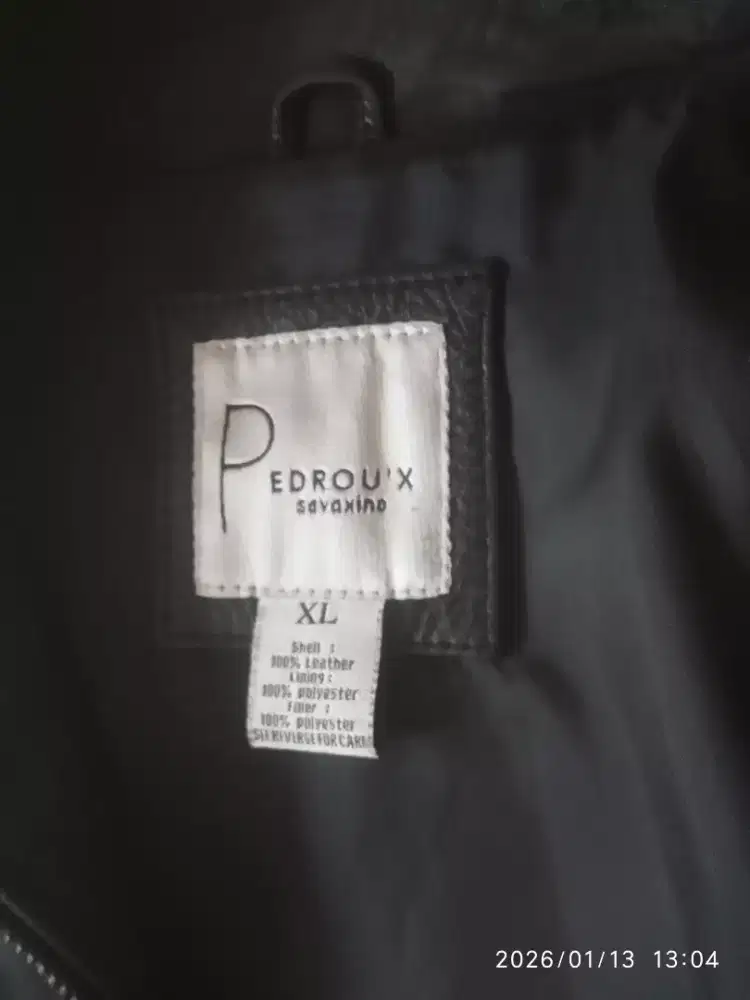 PEDROU'X
savaxino
XL
Shell :
100% Leather
Lining :
100% polyester
Filler :
100% polyester
SEE REVERGE FOR CARE
2026/01/13 13:04